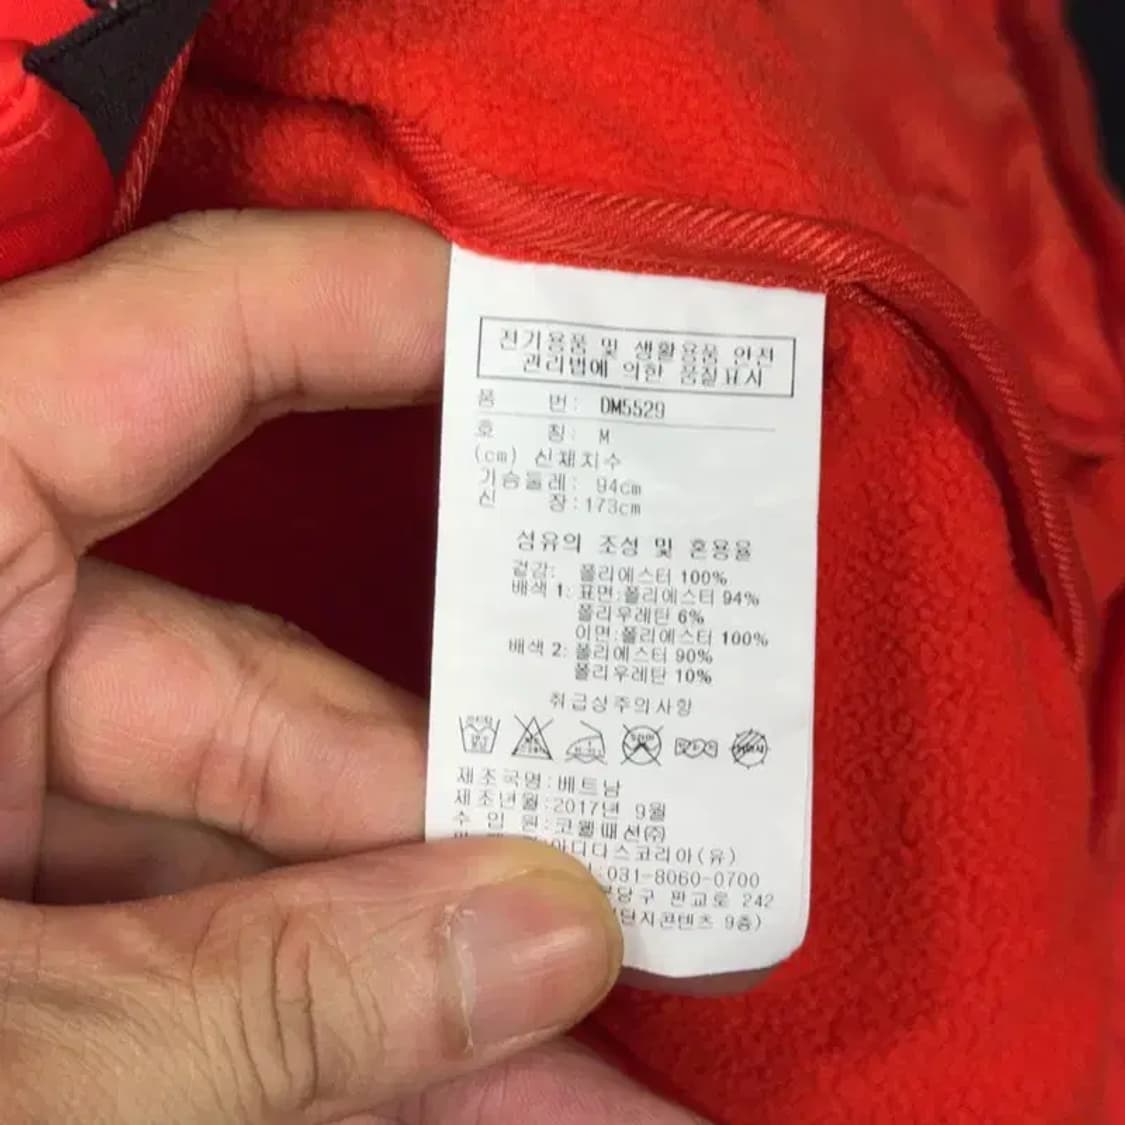 전기용품 및 생활용품 안전
관리법에 의한 품질표시
품 번: DM5529
호 칭: M
(cm) 신체치수
가슴둘레: 94cm
신 장:173cm
섬유의 조성 및 혼용율
겉감: 폴리에스터 100%
배색 1: 표면:폴리에스터 94%
폴리우레탄 6%
이면:폴리에스터 100%
배색 2: 폴리에스터 90%
폴리우레탄 10%
취급상주의사항
제조국명:베트남
제조년월:2017년 9월
수 입 원:코웰패션㈜
아디다스코리아(유)
:031-8060-0700
분당구 판교로 242
9층)